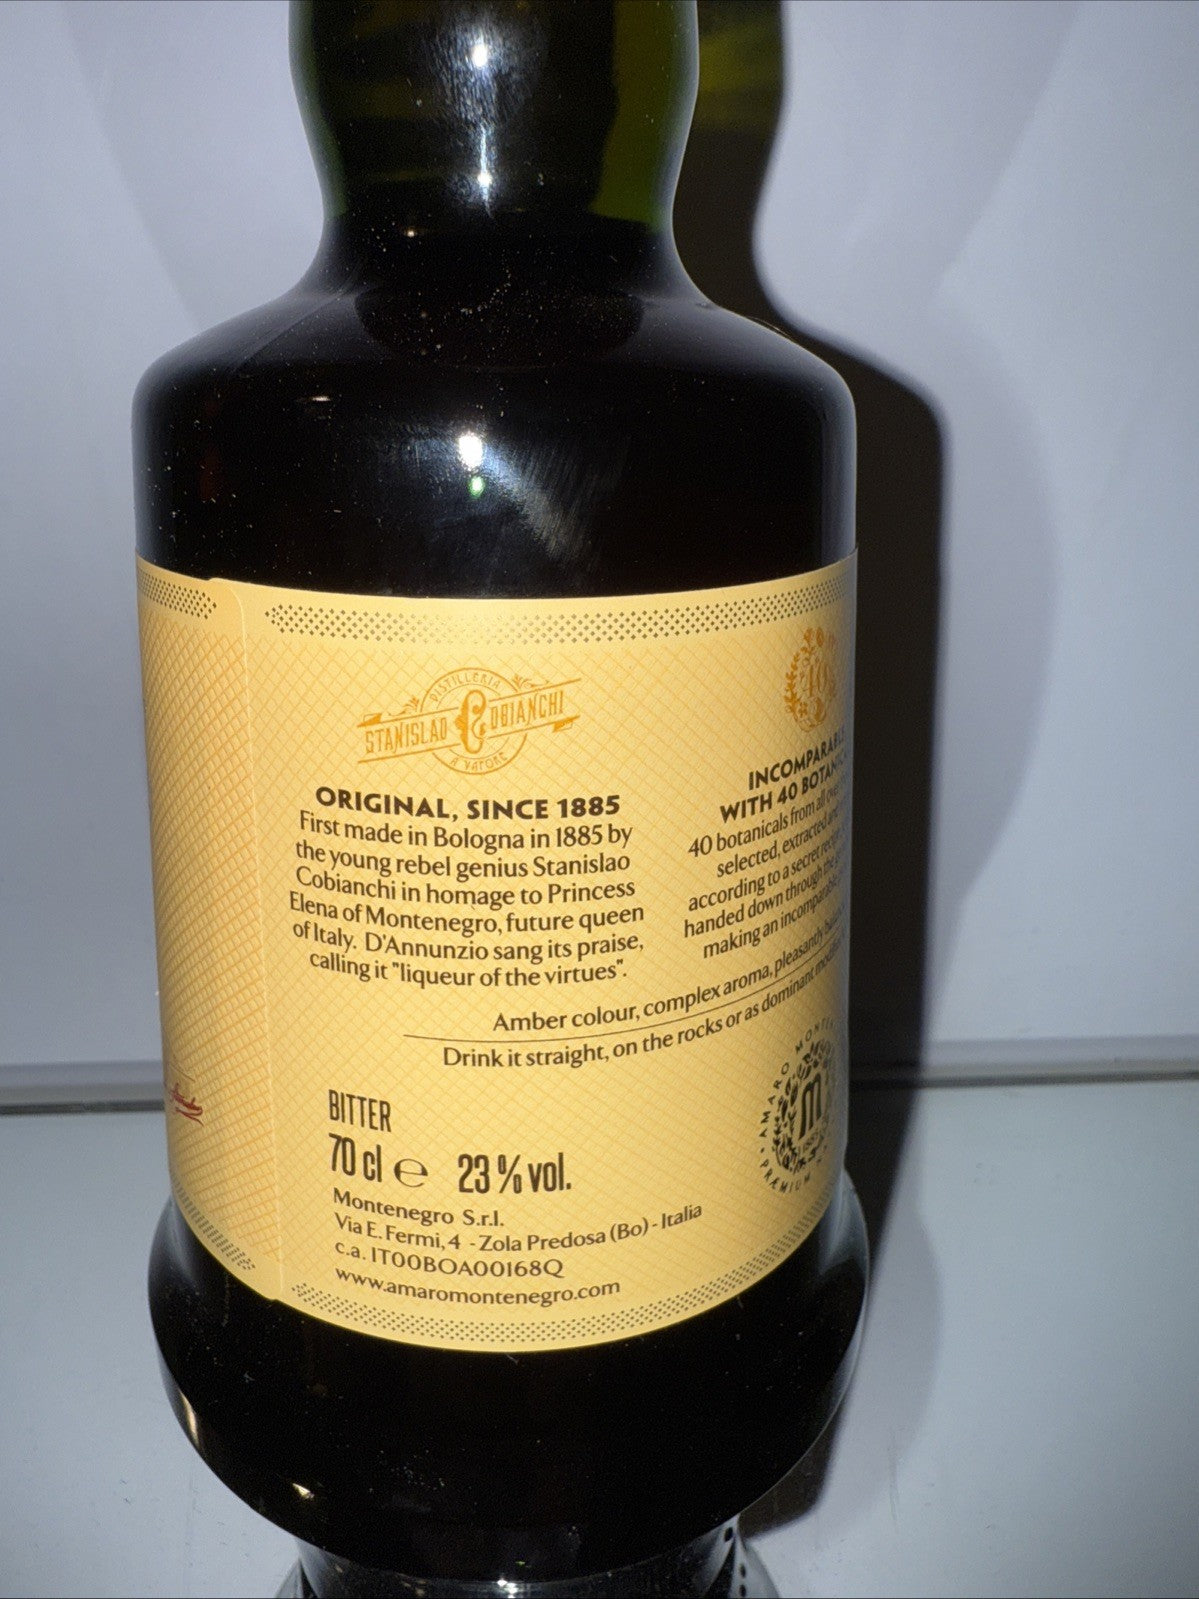 DISTILLERIA
STANISLAO COBIANCHI
A VAPORE
ORIGINAL, SINCE 1885
First made in Bologna in 1885 by
the young rebel genius Stanislao
Cobianchi in homage to Princess
Elena of Montenegro, future queen
of Italy. D'Annunzio sang its praise,
calling it "liqueur of the virtues".
40
INCOMPARABLE
WITH 40
40 botanicals from all
selected, extracted
according to a secret
handed down through the
making an incomparable
Amber colour, complex aroma, pleasantly
Drink it straight, on the rocks or as dominant
BITTER
70 cl ℮ 23 % vol.
Montenegro S.r.l.
Via E. Fermi, 4 - Zola Predosa (Bo) - Italia
c.a. IT00BOA00168Q
www.amaromontenegro.com
AMARO
m
1885
PRÆMIUM